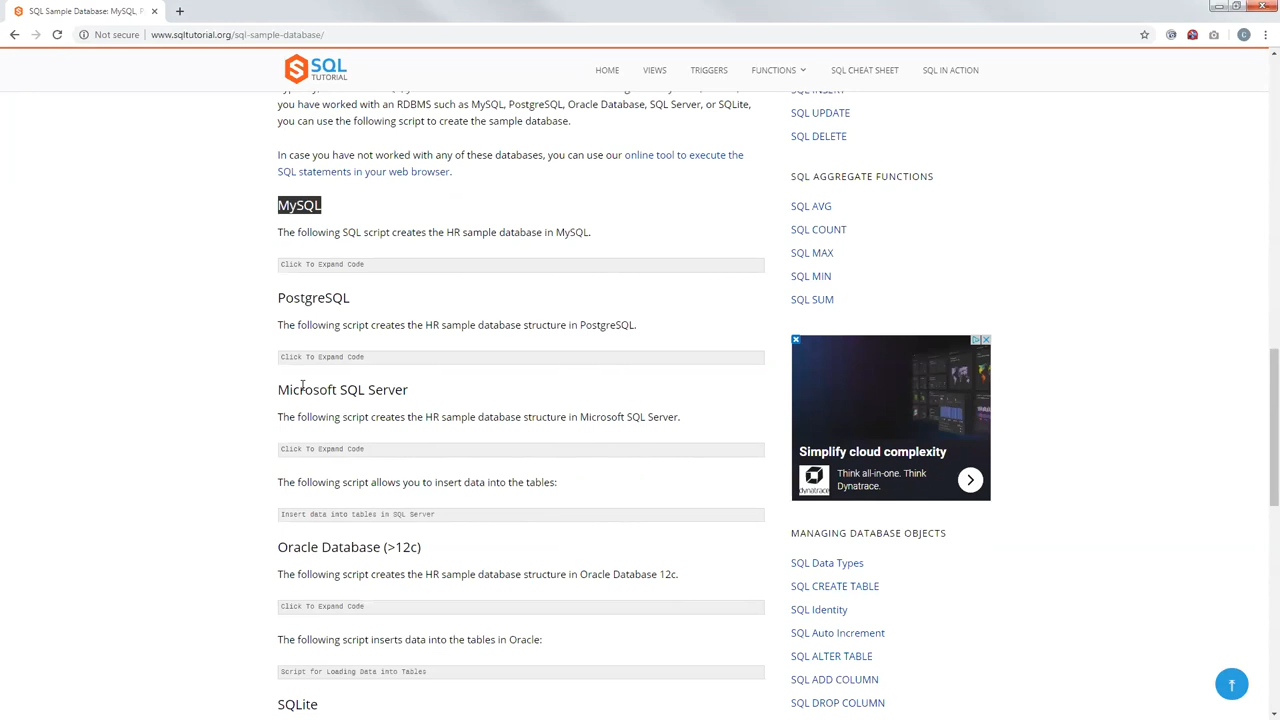 SQL Sample Database: MySQL, P
Not secure
www.sqltutorial.org/sql-sample-database/
SQL
TUTORIAL
HOME
VIEWS
TRIGGERS
FUNCTIONS
SQL CHEAT SHEET
SQL IN ACTION
you have worked with an RDBMS such as MySQL, PostgreSQL, Oracle Database, SQL Server, or SQLite,
you can use the following script to create the sample database.
In case you have not worked with any of these databases, you can use our online tool to execute the
SQL statements in your web browser.
MySQL
The following SQL script creates the HR sample database in MySQL.
Click To Expand Code
PostgreSQL
The following script creates the HR sample database structure in PostgreSQL.
Click To Expand Code
Microsoft SQL Server
The following script creates the HR sample database structure in Microsoft SQL Server.
Click To Expand Code
The following script allows you to insert data into the tables:
Insert data into tables in SQL Server
Oracle Database (>12c)
The following script creates the HR sample database structure in Oracle Database 12c.
Click To Expand Code
The following script inserts data into the tables in Oracle:
Script for Loading Data into Tables
SQLite
SQL INSERT
SQL UPDATE
SQL DELETE
SQL AGGREGATE FUNCTIONS
SQL AVG
SQL COUNT
SQL MAX
SQL MIN
SQL SUM
Simplify cloud complexity
Think all-in-one. Think
Dynatrace.
dynatrace
MANAGING DATABASE OBJECTS
SQL Data Types
SQL CREATE TABLE
SQL Identity
SQL Auto Increment
SQL ALTER TABLE
SQL ADD COLUMN
SQL DROP COLUMN